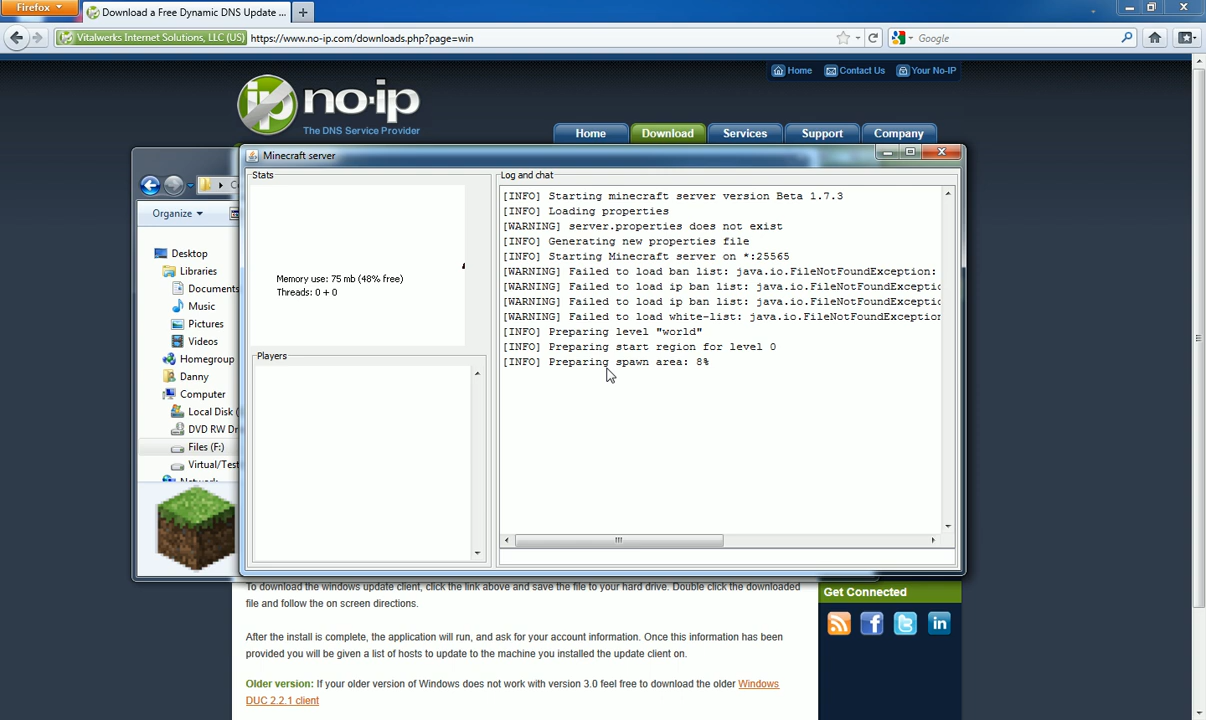 Firefox
Download a Free Dynamic DNS Update ...
Vitalwerks Internet Solutions, LLC (US)
https://www.no-ip.com/downloads.php?page=win
Google
Home
Contact Us
Your No-IP
ip
no-ip
The DNS Service Provider
Home
Download
Services
Support
Company
Minecraft server
Stats
Log and chat
Memory use: 75 mb (48% free)
Threads: 0 + 0
Players
[INFO] Starting minecraft server version Beta 1.7.3
[INFO] Loading properties
[WARNING] server.properties does not exist
[INFO] Generating new properties file
[INFO] Starting Minecraft server on *:25565
[WARNING] Failed to load ban list: java.io.FileNotFoundException:
[WARNING] Failed to load ip ban list: java.io.FileNotFoundExceptic
[WARNING] Failed to load ip ban list: java.io.FileNotFoundExceptic
[WARNING] Failed to load white-list: java.io.FileNotFoundException
[INFO] Preparing level "world"
[INFO] Preparing start region for level 0
[INFO] Preparing spawn area: 8%
Organize
Desktop
Libraries
Documents
Music
Pictures
Videos
Homegroup
Danny
Computer
Local Disk (
DVD RW Dr
Files (F:)
Virtual/Test
To download the windows update client, click the link above and save the file to your hard drive. Double click the downloaded
file and follow the on screen directions.
After the install is complete, the application will run, and ask for your account information. Once this information has been
provided you will be given a list of hosts to update to the machine you installed the update client on.
Older version: If your older version of Windows does not work with version 3.0 feel free to download the older Windows
DUC 2.2.1 client
Get Connected